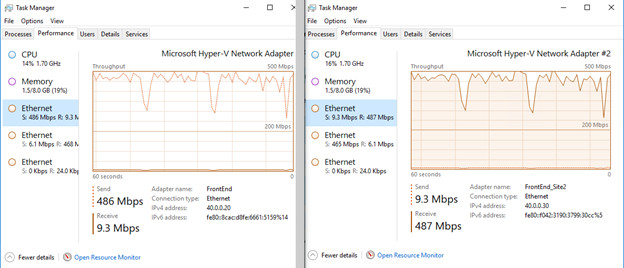 Task Manager
File Options View
Processes Performance Users Details Services
CPU
14% 1.70 GHz
Memory
1.5/8.0 GB (19%)
Ethernet
S: 486 Mbps R: 9.3 M
Ethernet
S: 6.1 Mbps R: 468 M
Ethernet
S: 0 Kbps R: 24.0 K
Microsoft Hyper-V Network Adapter
Throughput 500 Mbps
200 Mbps
60 seconds 0
Send
486 Mbps
Receive
9.3 Mbps
Adapter name: FrontEnd
Connection type: Ethernet
IPv4 address: 40.0.0.20
IPv6 address: fe80::8cac:d8fe:6661:5159%14
Fewer details Open Resource Monitor
Task Manager
File Options View
Processes Performance Users Details Services
CPU
16% 1.70 GHz
Memory
1.5/8.0 GB (19%)
Ethernet
S: 9.3 Mbps R: 487 Mbps
Ethernet
S: 465 Mbps R: 6.1 Mbps
Ethernet
S: 0 Kbps R: 24.0 Kbps
Microsoft Hyper-V Network Adapter #2
Throughput 500 Mbps
200 Mbps
60 seconds 0
Send
9.3 Mbps
Receive
487 Mbps
Adapter name: FrontEnd_Site2
Connection type: Ethernet
IPv4 address: 40.0.0.30
IPv6 address: fe80::f042:3190:3799:30cc%5
Fewer details Open Resource Monitor